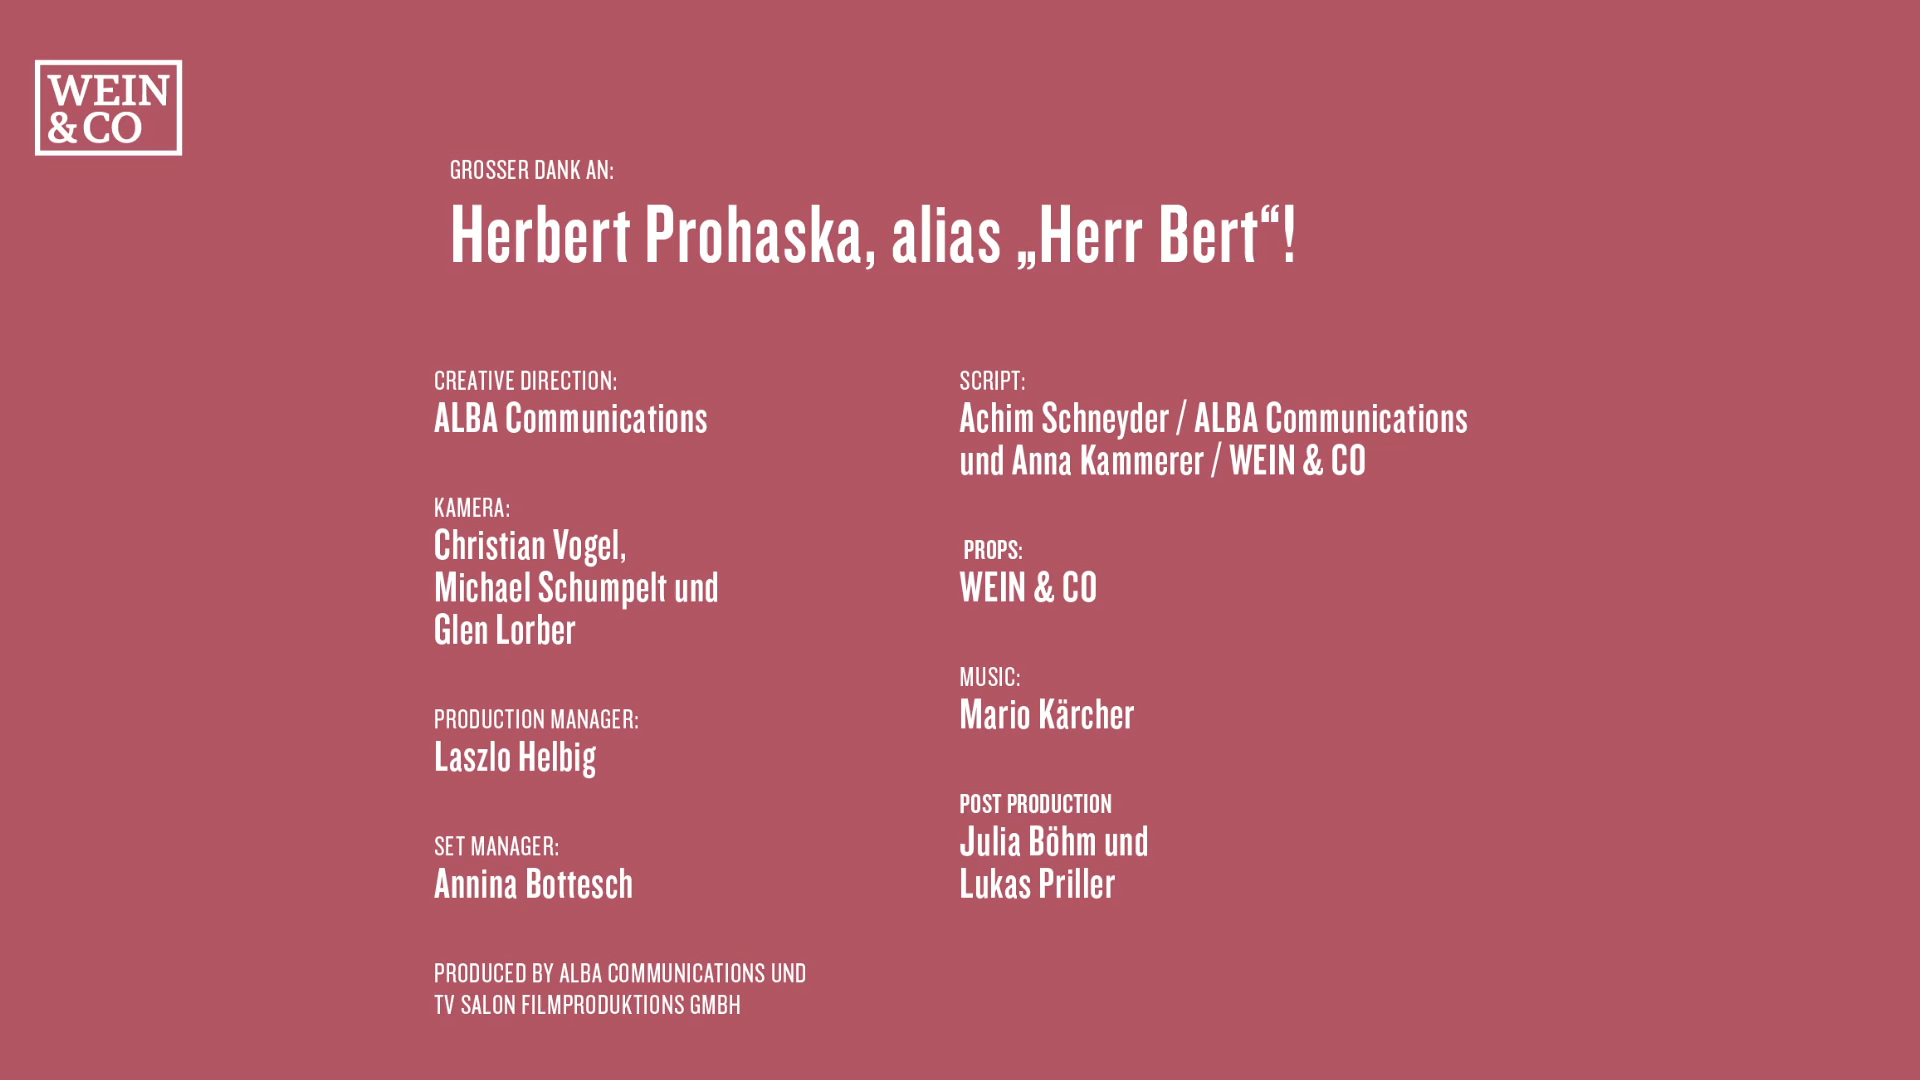 WEIN
& CO
GROSSER DANK AN:
Herbert Prohaska, alias „Herr Bert“!
CREATIVE DIRECTION:
ALBA Communications
KAMERA:
Christian Vogel,
Michael Schumpelt und
Glen Lorber
PRODUCTION MANAGER:
Laszlo Helbig
SET MANAGER:
Annina Bottesch
PRODUCED BY ALBA COMMUNICATIONS UND
TV SALON FILMPRODUKTIONS GMBH
SCRIPT:
Achim Schneyder / ALBA Communications
und Anna Kammerer / WEIN & CO
PROPS:
WEIN & CO
MUSIC:
Mario Kärcher
POST PRODUCTION
Julia Böhm und
Lukas Priller